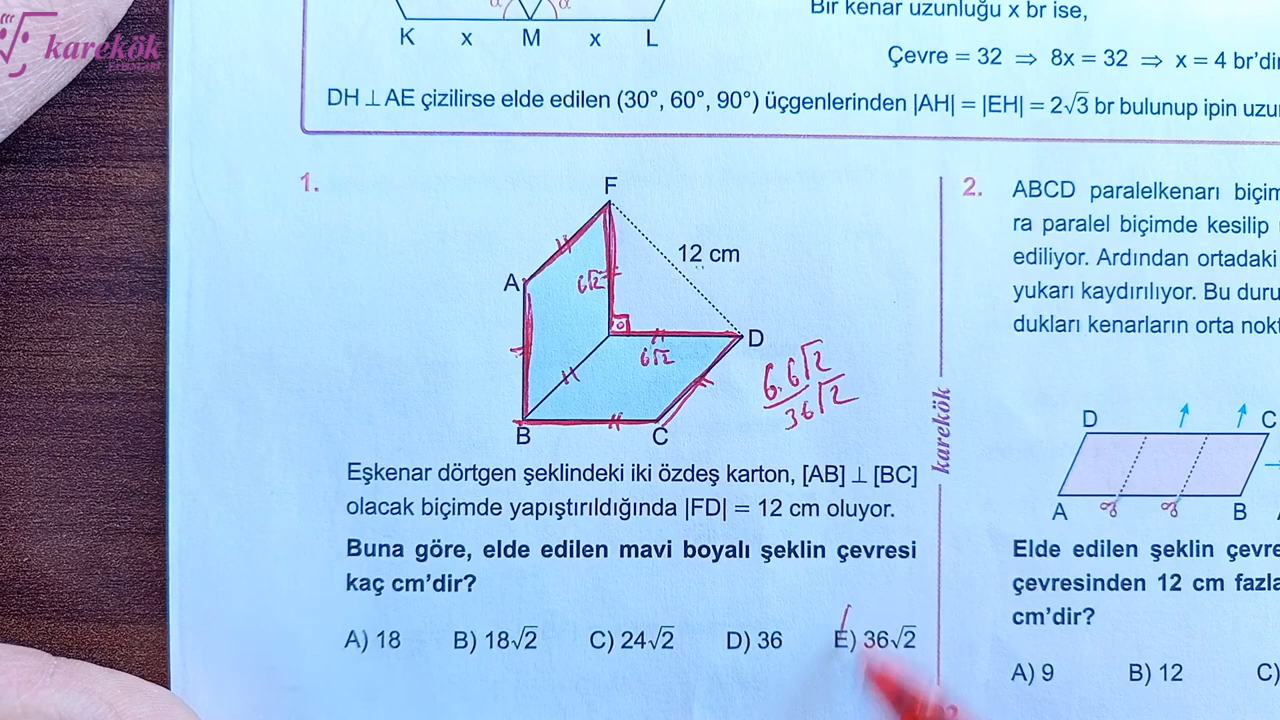 karekök
YAYINLARI
α α
K x M x L
Bir kenar uzunluğu x br ise,
Çevre = 32 ⇒ 8x = 32 ⇒ x = 4 br'dir
DH ⊥ AE çizilirse elde edilen (30°, 60°, 90°) üçgenlerinden |AH| = |EH| = 2√3 br bulunup ipin uzu
1.
F
12 cm
A
6√2
D
6√2
B
C
6.6√2
36√2
Eşkenar dörtgen şeklindeki iki özdeş karton, [AB] ⊥ [BC]
olacak biçimde yapıştırıldığında |FD| = 12 cm oluyor.
Buna göre, elde edilen mavi boyalı şeklin çevresi
kaç cm'dir?
A) 18 B) 18√2 C) 24√2 D) 36 E) 36√2
karekök
2.
ABCD paralelkenarı biçim
ra paralel biçimde kesilip
ediliyor. Ardından ortadaki
yukarı kaydırılıyor. Bu duru
dukları kenarların orta nokt
D C
A B
Elde edilen şeklin çevre
çevresinden 12 cm fazla
cm'dir?
A) 9 B) 12 C)